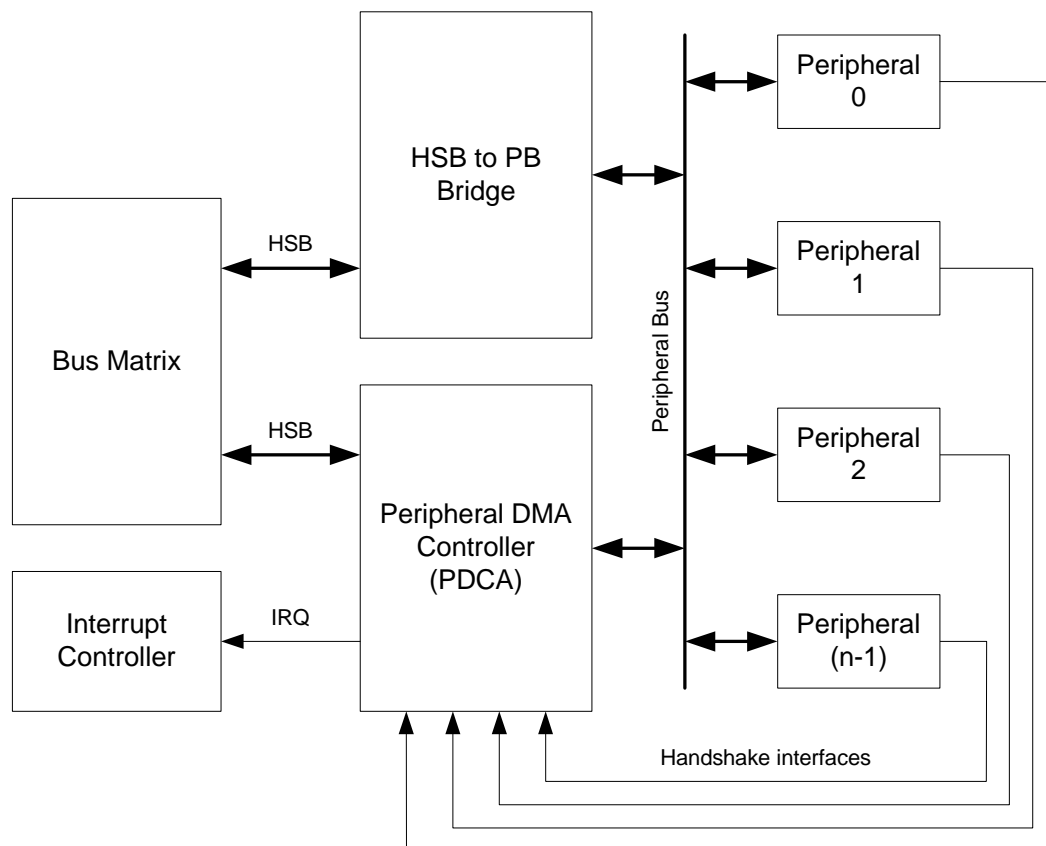 Peripheral
0
HSB to PB
Bridge
HSB
Peripheral
1
Bus Matrix
Peripheral Bus
HSB
Peripheral
2
Peripheral DMA
Controller
(PDCA)
Interrupt
Controller
IRQ
Peripheral
(n-1)
Handshake interfaces